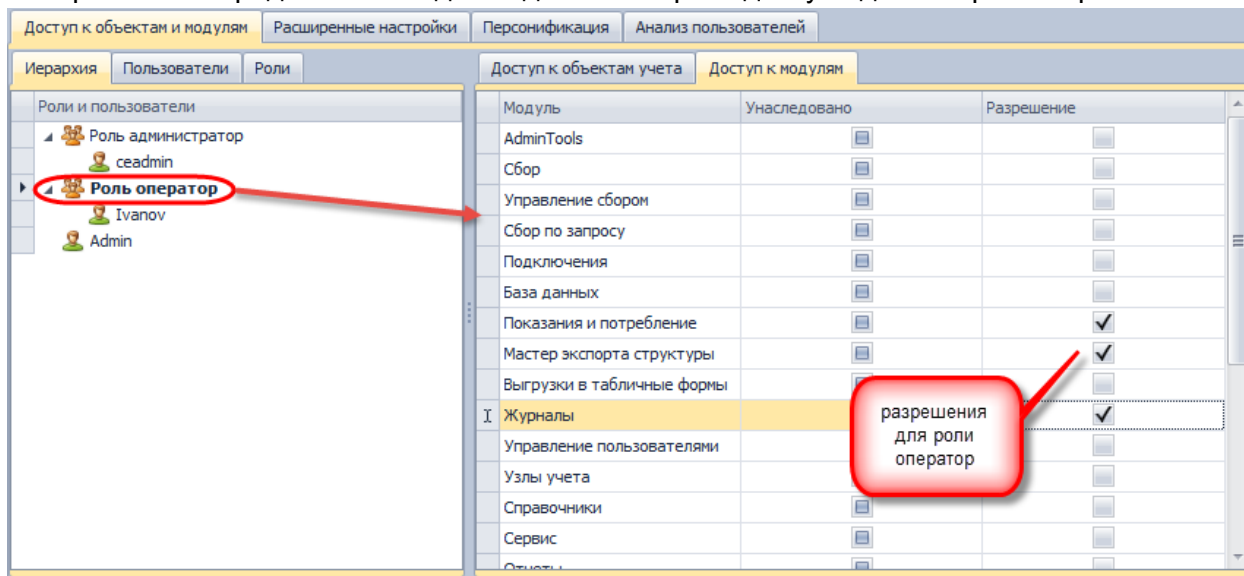 Доступ к объектам и модулям Расширенные настройки Персонификация Анализ пользователей
Иерархия Пользователи Роли
Доступ к объектам учета Доступ к модулям
Роли и пользователи
Роль администратор
ceadmin
Роль оператор
Ivanov
Admin
Модуль Унаследовано Разрешение
AdminTools
Сбор
Управление сбором
Сбор по запросу
Подключения
База данных
Показания и потребление
Мастер экспорта структуры
Выгрузки в табличные формы
Журналы
Управление пользователями
Узлы учета
Справочники
Сервис
Отчеты
разрешения
для роли
оператор